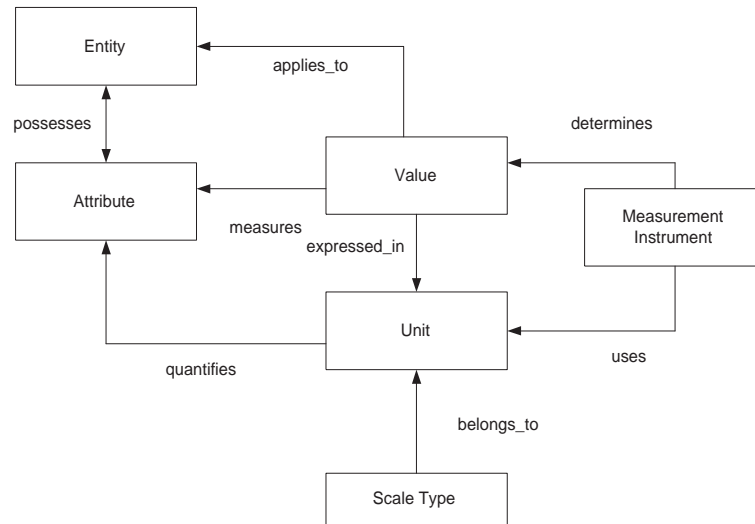 Entity
applies_to
possesses
determines
Attribute
Value
Measurement
Instrument
measures
expressed_in
Unit
quantifies
uses
belongs_to
Scale Type